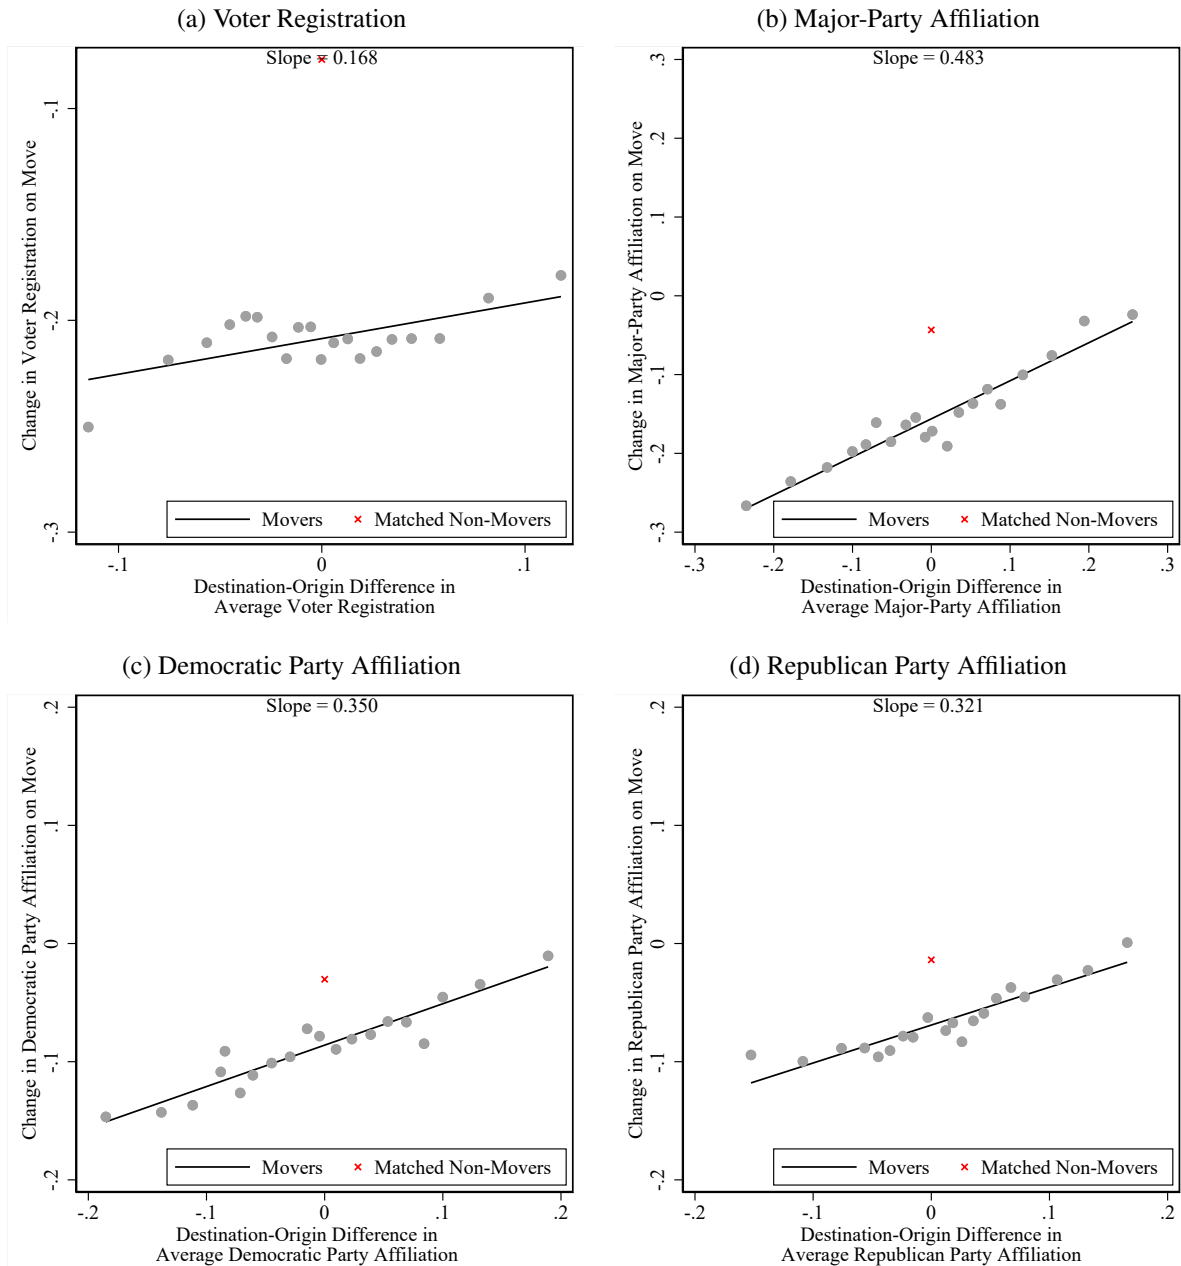 (a) Voter Registration
Slope = 0.168
Change in Voter Registration on Move
-.1
-.2
-.3
Movers
Matched Non-Movers
-.1
0
.1
Destination-Origin Difference in
Average Voter Registration
(b) Major-Party Affiliation
Slope = 0.483
Change in Major-Party Affiliation on Move
.3
.2
.1
0
-.1
-.2
-.3
Movers
Matched Non-Movers
-.3
-.2
-.1
0
.1
.2
.3
Destination-Origin Difference in
Average Major-Party Affiliation
(c) Democratic Party Affiliation
Slope = 0.350
Change in Democratic Party Affiliation on Move
.2
.1
0
-.1
-.2
Movers
Matched Non-Movers
-.2
-.1
0
.1
.2
Destination-Origin Difference in
Average Democratic Party Affiliation
(d) Republican Party Affiliation
Slope = 0.321
Change in Republican Party Affiliation on Move
.2
.1
0
-.1
-.2
Movers
Matched Non-Movers
-.2
-.1
0
.1
.2
Destination-Origin Difference in
Average Republican Party Affiliation